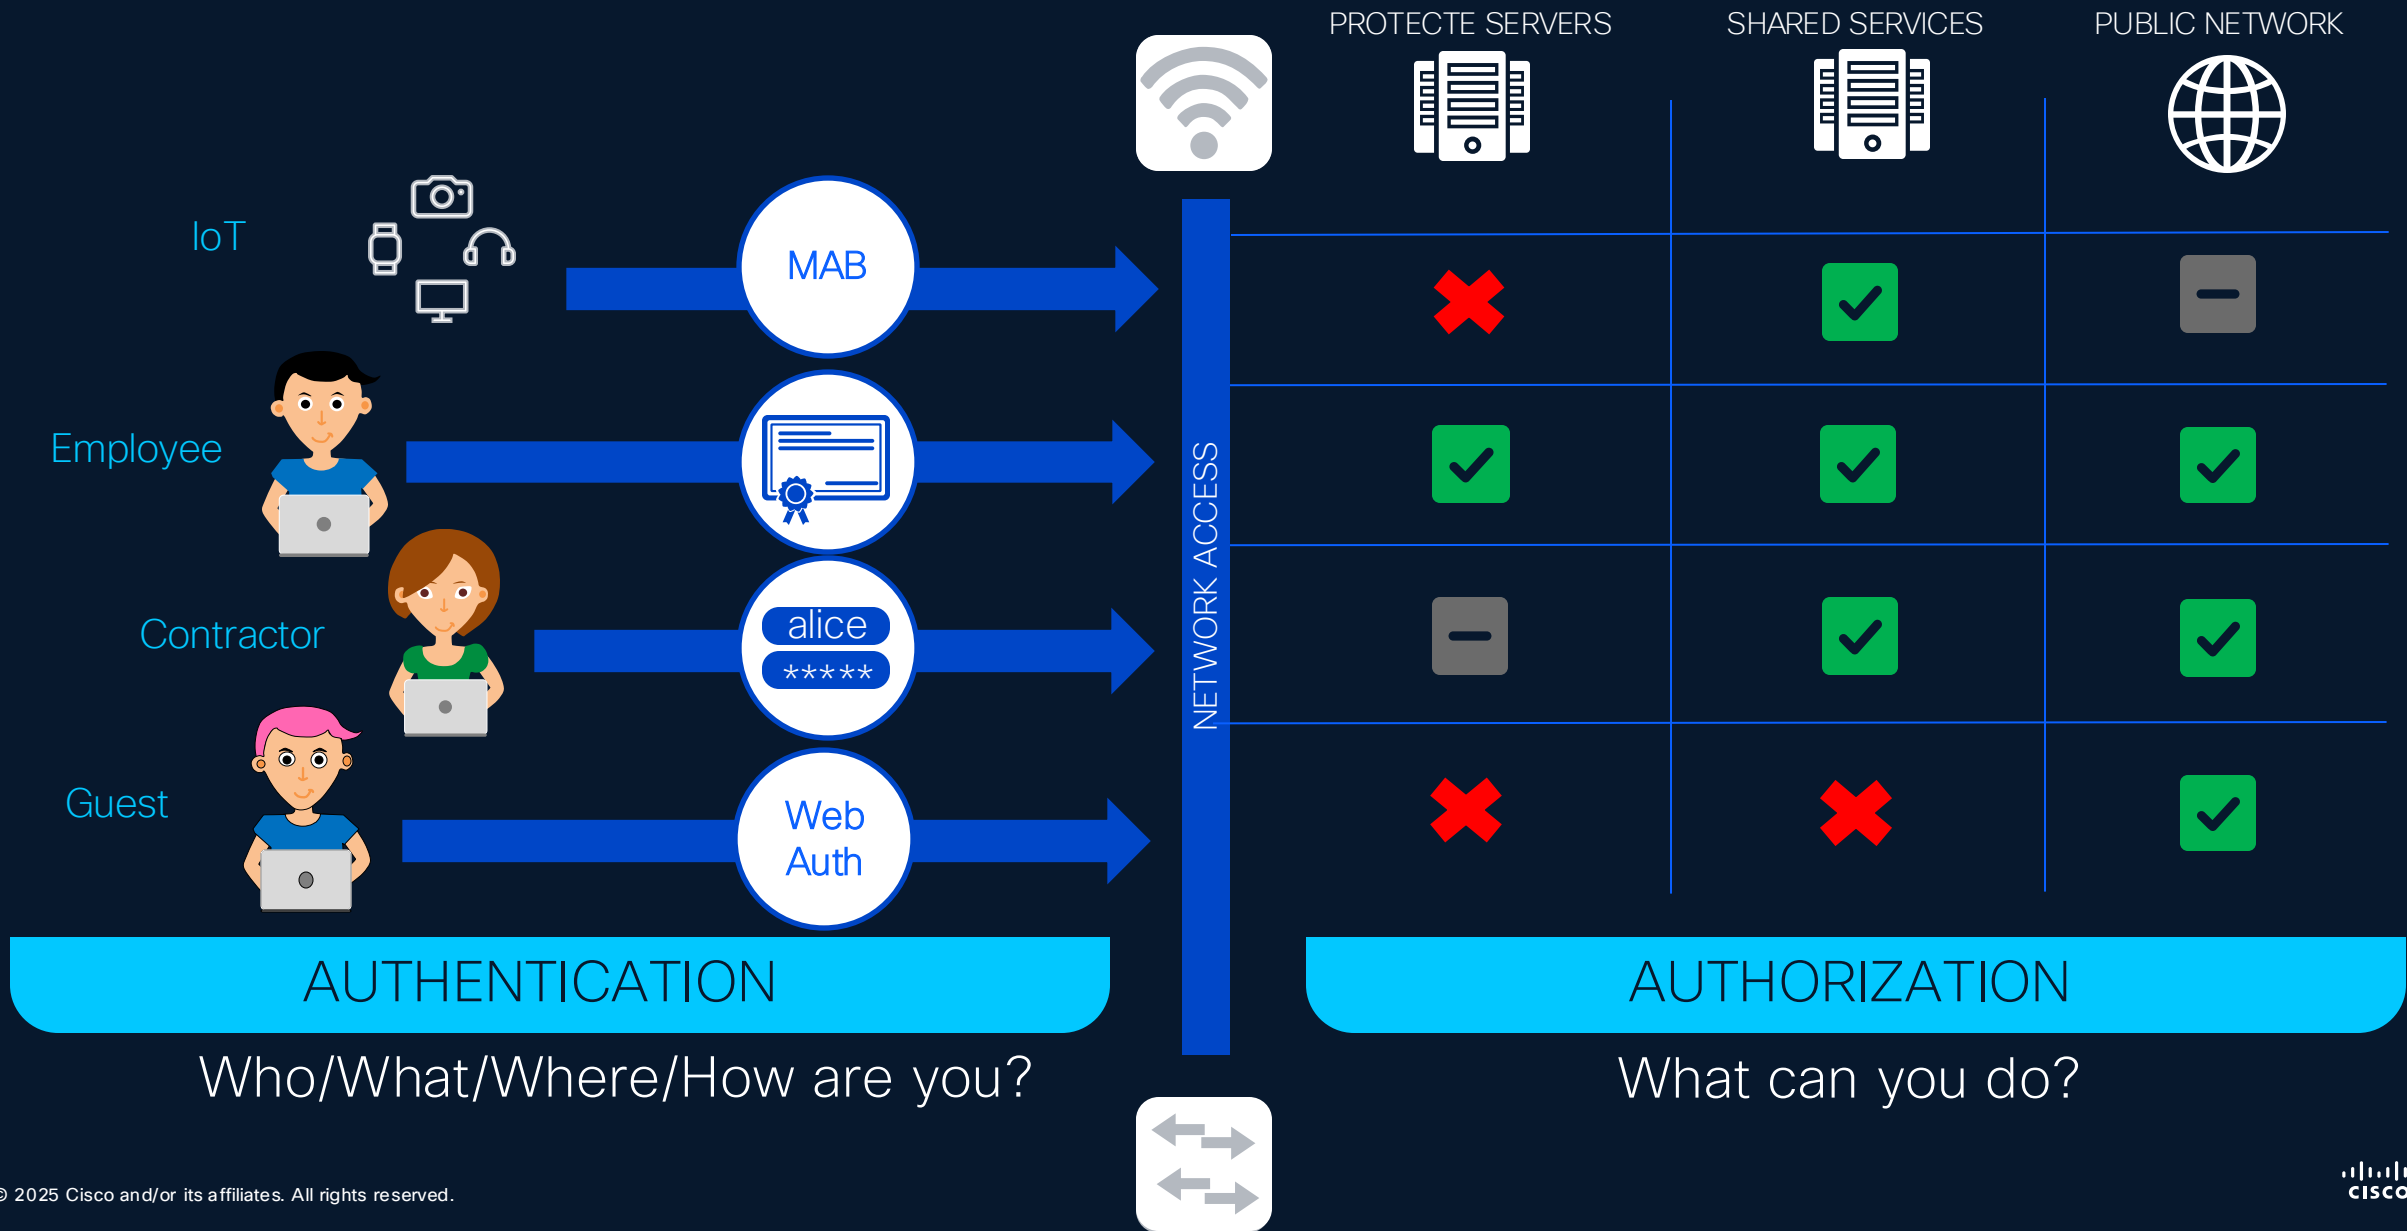 PROTECTE SERVERS
SHARED SERVICES
PUBLIC NETWORK
IoT
MAB
Employee
Contractor
alice
*****
Guest
Web
Auth
NETWORK ACCESS
AUTHENTICATION
AUTHORIZATION
Who/What/Where/How are you?
What can you do?
© 2025 Cisco and/or its affiliates. All rights reserved.
CISCO